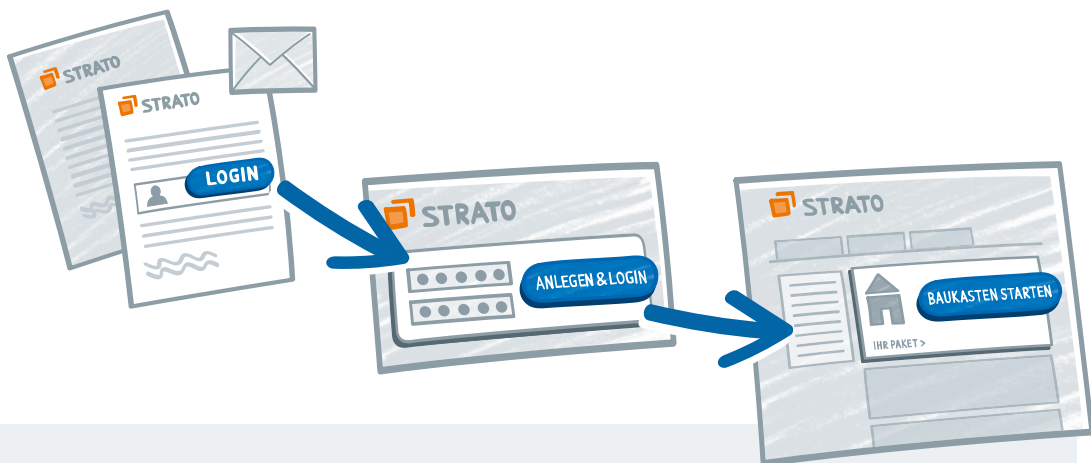 STRATO
STRATO
LOGIN
STRATO
ANLEGEN & LOGIN
STRATO
BAUKASTEN STARTEN
IHR PAKET >